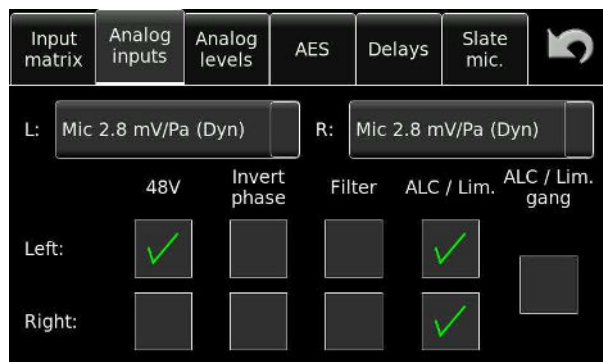 Input matrix
Analog inputs
Analog levels
AES
Delays
Slate mic.
L: Mic 2.8 mV/Pa (Dyn)
R: Mic 2.8 mV/Pa (Dyn)
48V
Invert phase
Filter
ALC / Lim.
ALC / Lim. gang
Left:
Right: